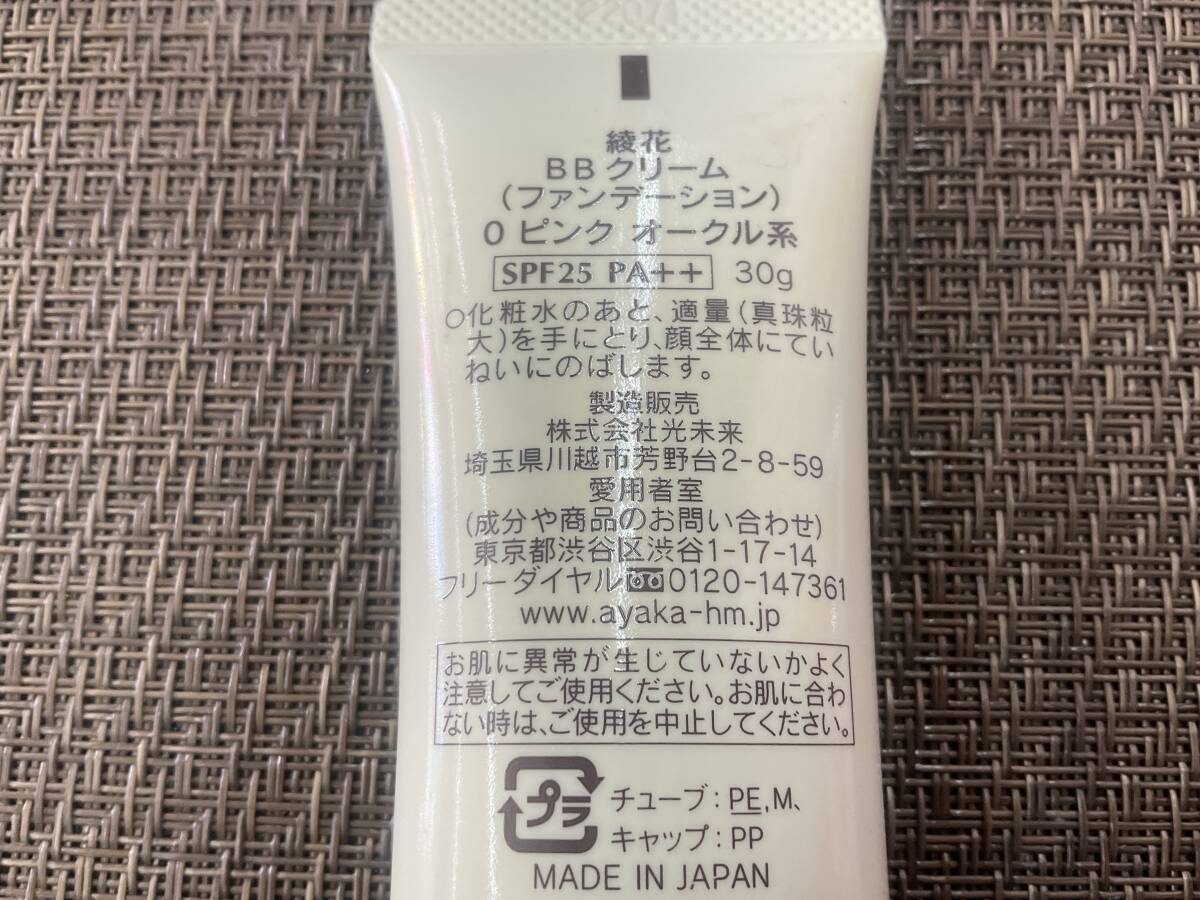 綾花
BBクリーム
(ファンデーション)
0 ピンク オークル系
SPF25 PA++ 30g
○化粧水のあと、適量(真珠粒
大)を手にとり、顔全体にてい
ねいにのばします。
製造販売
株式会社光未来
埼玉県川越市芳野台2-8-59
愛用者室
(成分や商品のお問い合わせ)
東京都渋谷区渋谷1-17-14
フリーダイヤル0120-147361
www.ayaka-hm.jp
お肌に異常が生じていないかよく
注意してご使用ください。お肌に合わ
ない時は、ご使用を中止してください。
プラ チューブ:PE,M、
キャップ:PP
MADE IN JAPAN